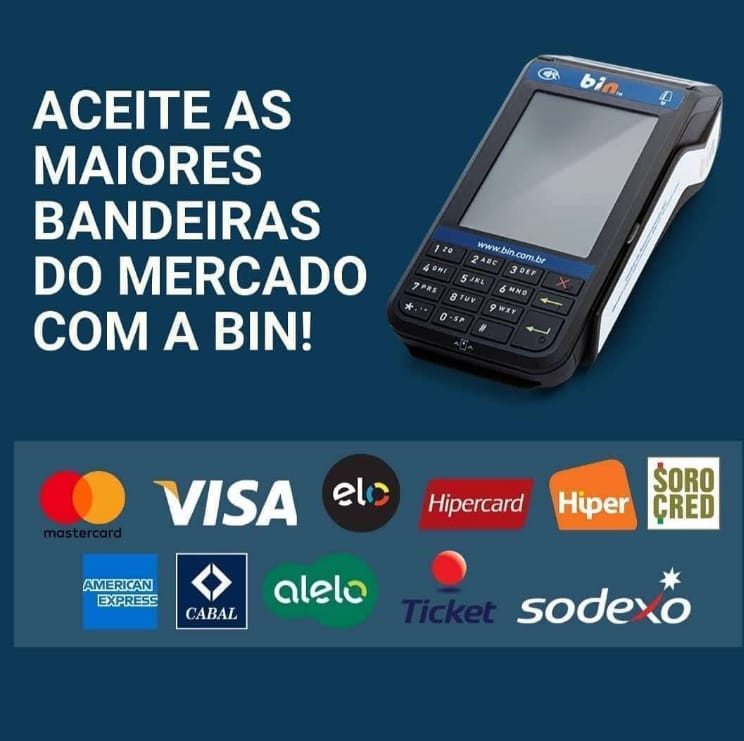 ACEITE AS
MAIORES
BANDEIRAS
DO MERCADO
COM A BIN!
bin
www.bin.com.br
1 ZQ 2 ABC 3 DEF
4 GHI 5 JKL 6 MNO
7 PRS 8 TUV 9 WXY
*.,. 0-SP #
mastercard
VISA
elo
Hipercard
Hiper
SORO
CRED
AMERICAN
EXPRESS
CABAL
alelo
Ticket
sodexo